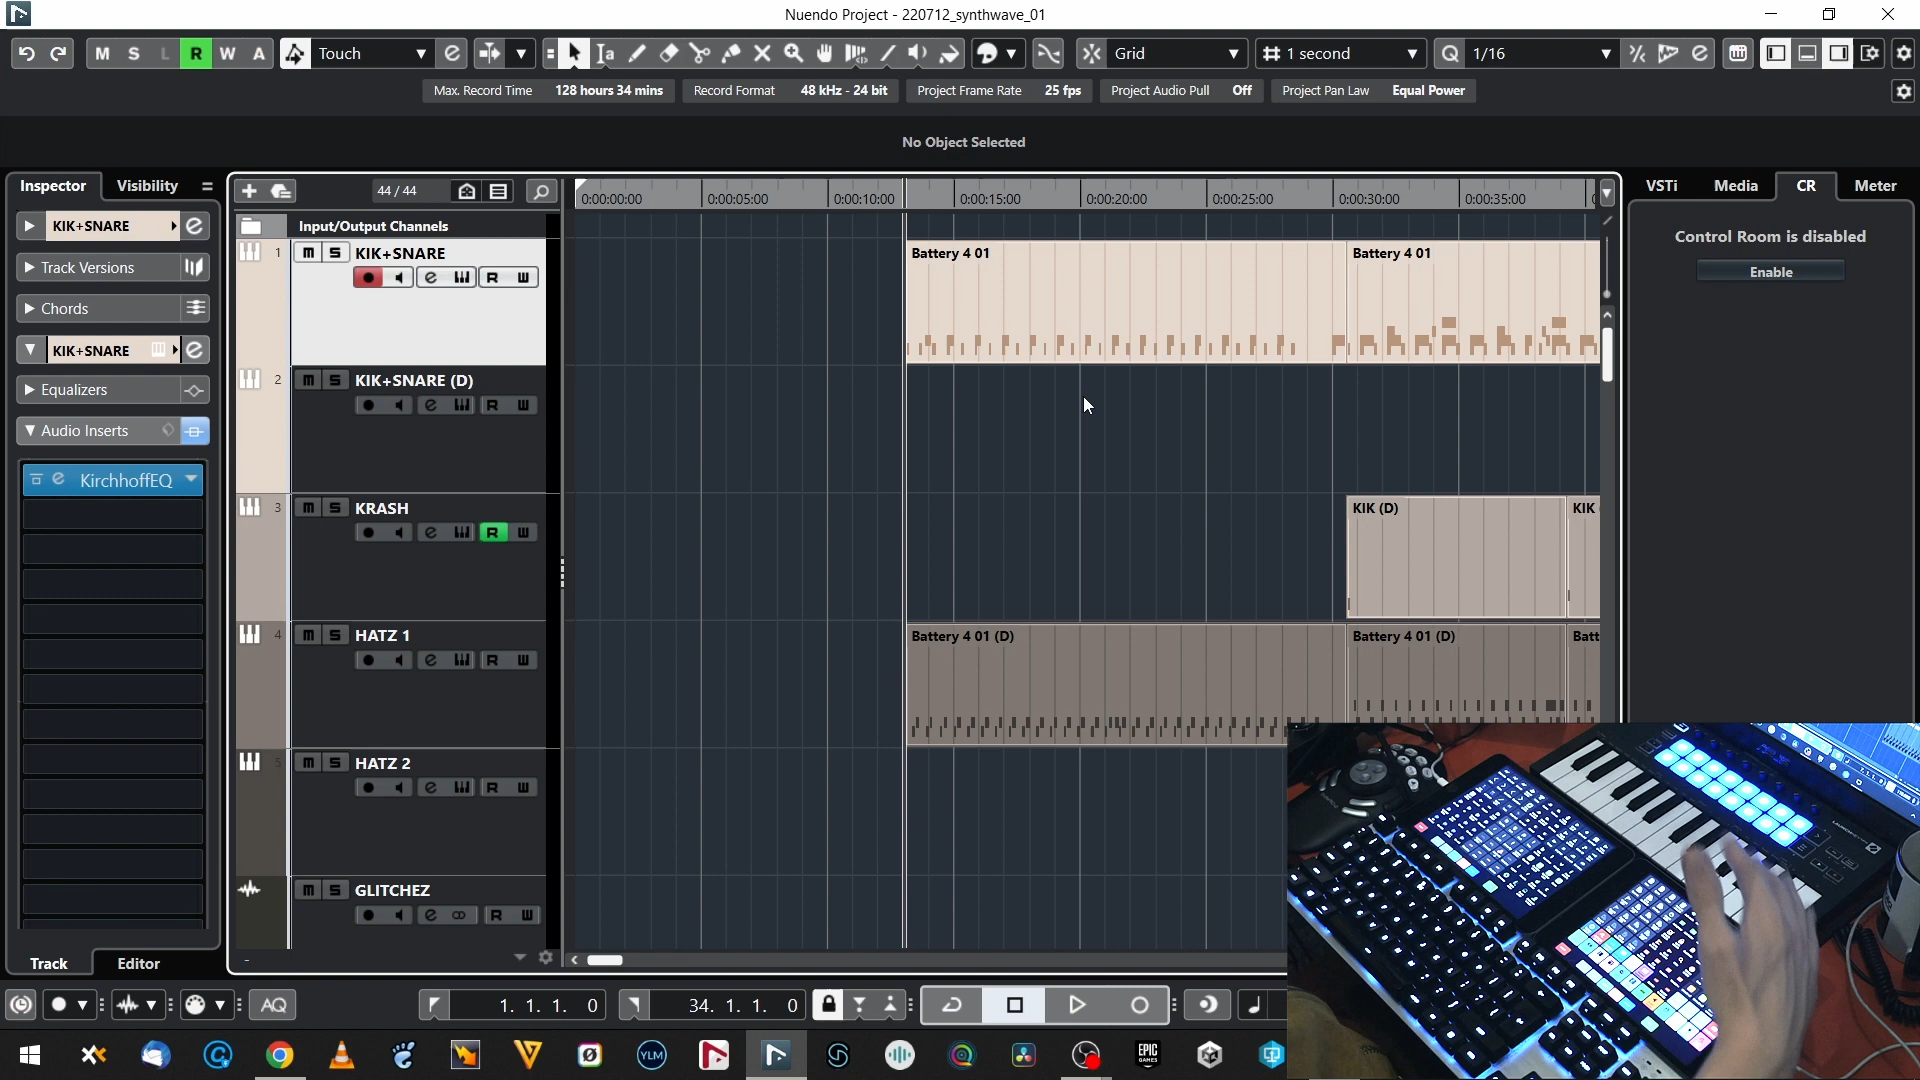 Nuendo Project - 220712_synthwave_01
M S L R W A Touch Grid 1 second Q 1/16
Max. Record Time 128 hours 34 mins Record Format 48 kHz - 24 bit Project Frame Rate 25 fps Project Audio Pull Off Project Pan Law Equal Power
No Object Selected
Inspector Visibility
44 / 44
0:00:00:00 0:00:05:00 0:00:10:00 0:00:15:00 0:00:20:00 0:00:25:00 0:00:30:00 0:00:35:00
VSTi Media CR Meter
KIK+SNARE
Track Versions
Chords
KIK+SNARE
Equalizers
Audio Inserts
KirchhoffEQ
Input/Output Channels
1 m S KIK+SNARE
R W
2 m S KIK+SNARE (D)
R W
3 m S KRASH
R W
4 m S HATZ 1
R W
5 m S HATZ 2
R W
m S GLITCHEZ
R W
Battery 4 01 Battery 4 01
KIK (D) KIK
Battery 4 01 (D) Battery 4 01 (D) Batt
Control Room is disabled
Enable
Track Editor
AQ 1. 1. 1. 0 34. 1. 1. 0
YLM
EPIC
GAMES